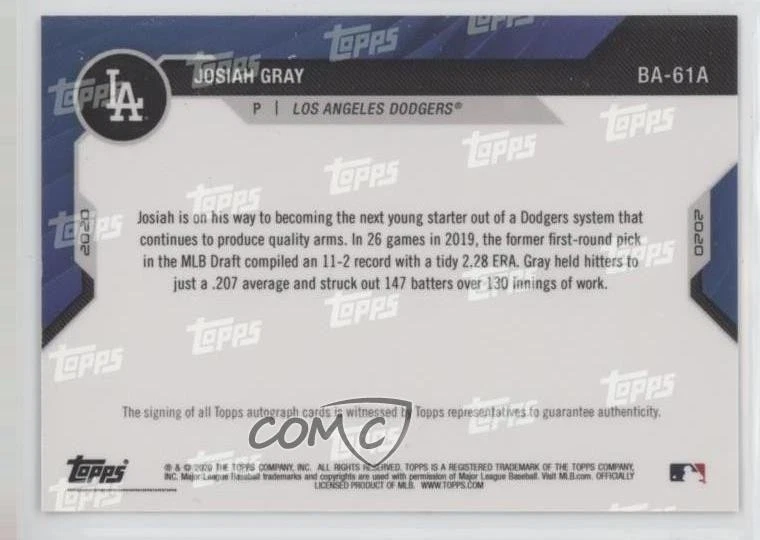 TOPPS
JOSIAH GRAY BA-61A
LA
P | LOS ANGELES DODGERS®
2020
2020
Josiah is on his way to becoming the next young starter out of a Dodgers system that
continues to produce quality arms. In 26 games in 2019, the former first-round pick
in the MLB Draft compiled an 11-2 record with a tidy 2.28 ERA. Gray held hitters to
just a .207 average and struck out 147 batters over 130 innings of work.
The signing of all Topps autograph cards is witnessed by Topps representatives to guarantee authenticity.
COMC
TOPPS ® & © 2020 THE TOPPS COMPANY, INC. ALL RIGHTS RESERVED. TOPPS IS A REGISTERED TRADEMARK OF THE TOPPS COMPANY,
INC. Major League Baseball trademarks and copyrights are used with permission of Major League Baseball. Visit MLB.com. OFFICIALLY
LICENSED PRODUCT OF MLB. WWW.TOPPS.COM